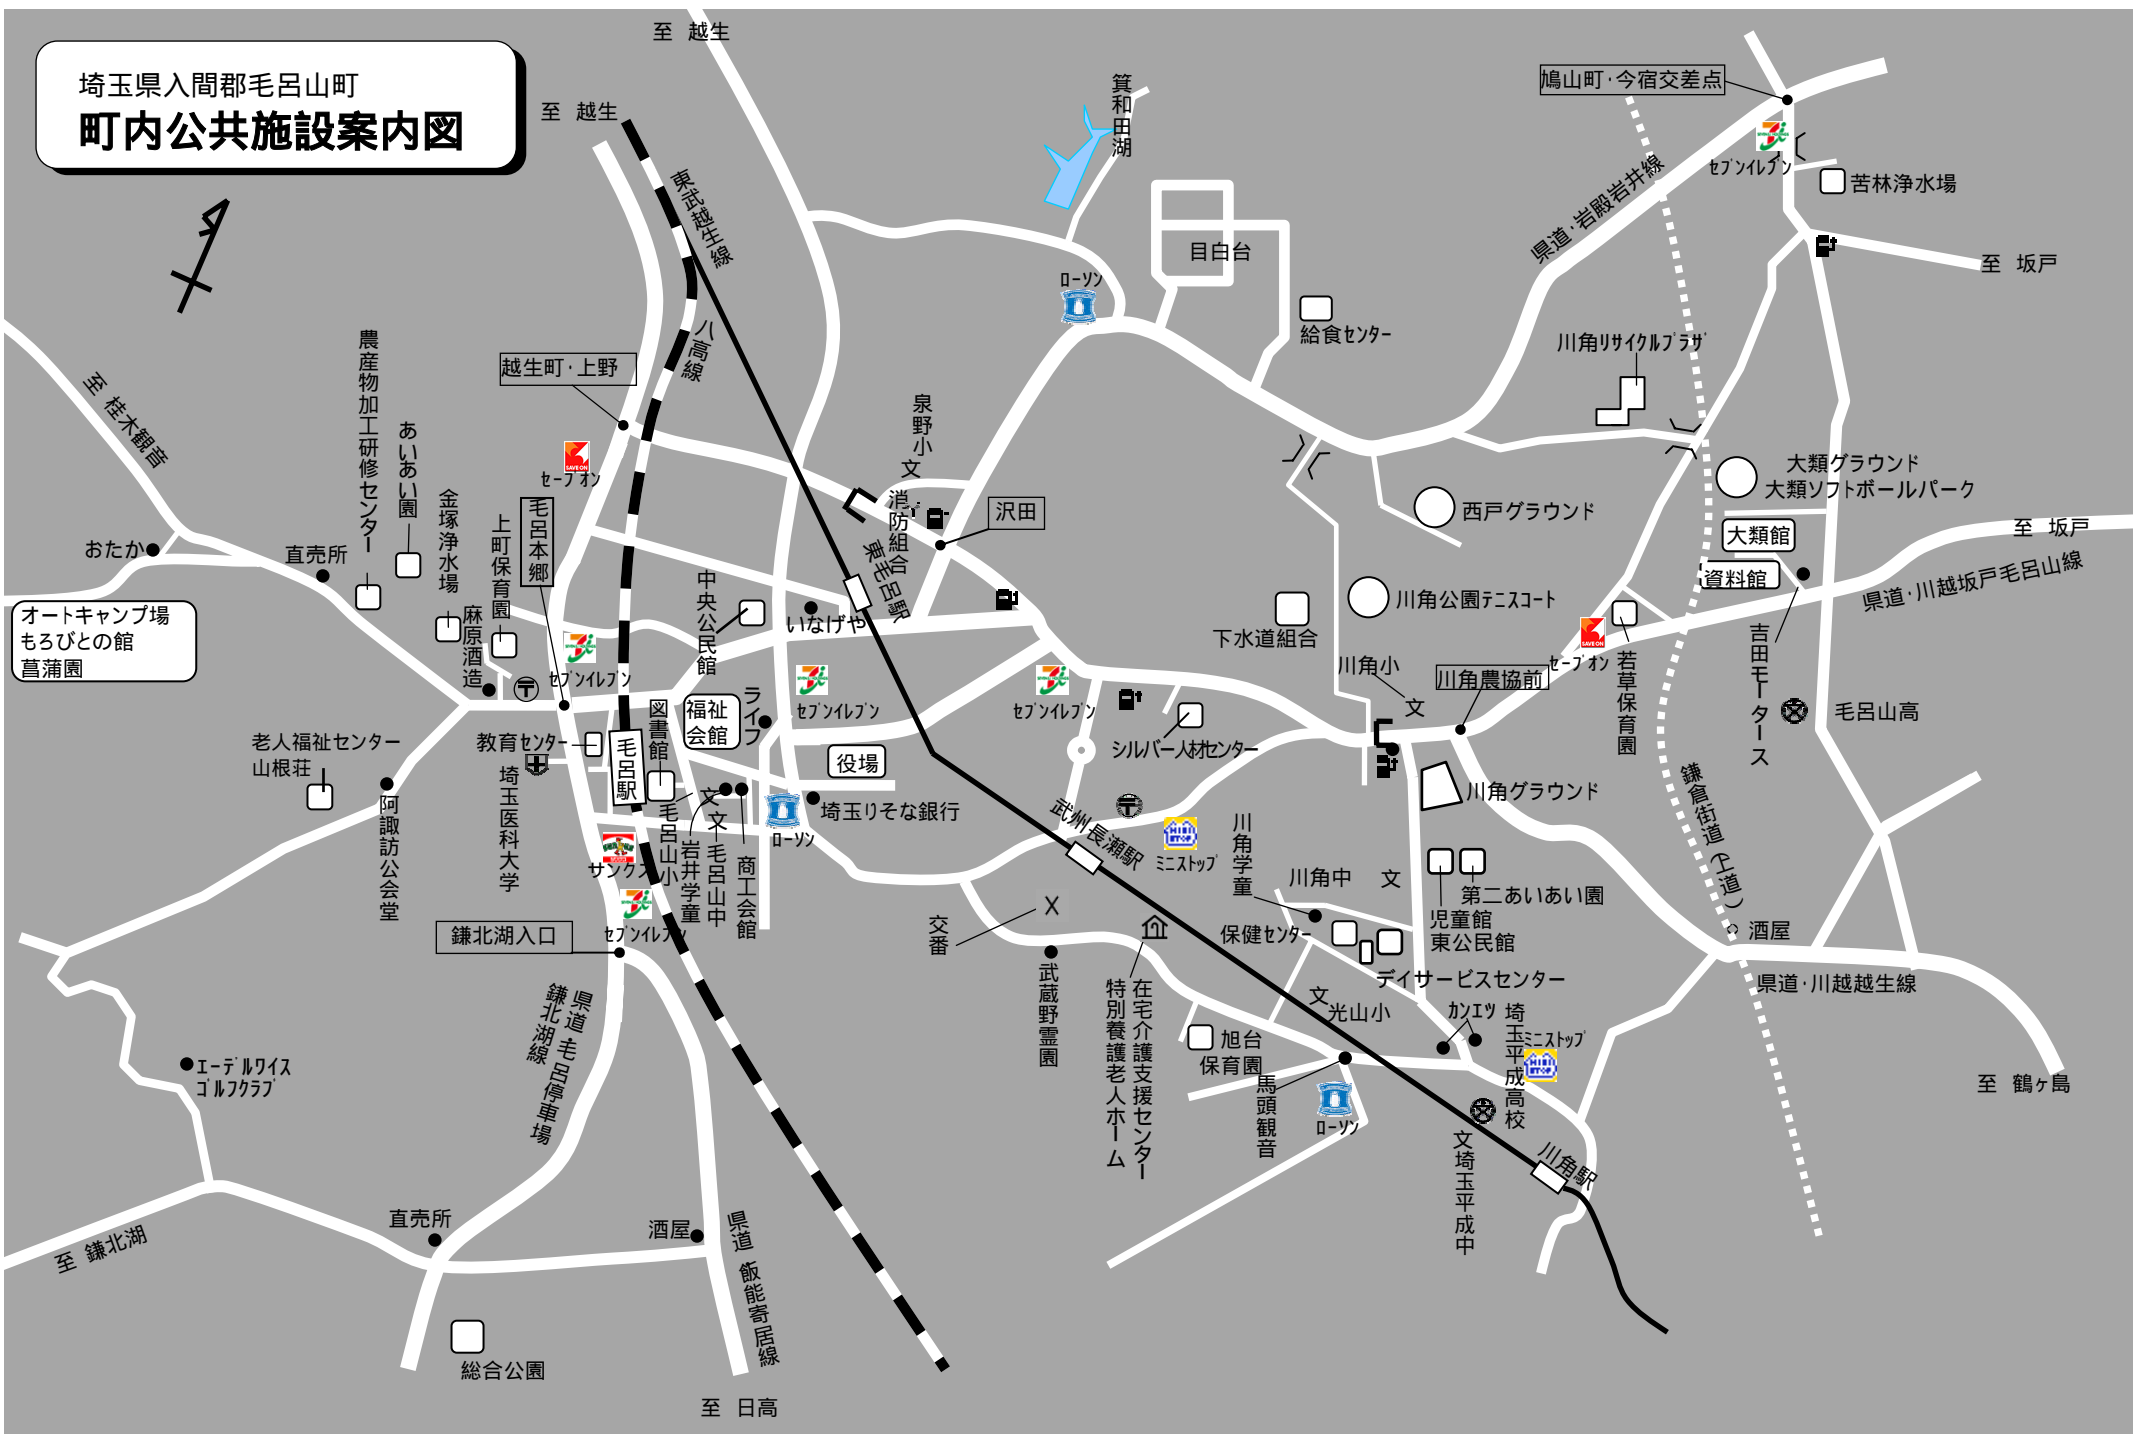 埼玉県入間郡毛呂山町
町内公共施設案内図
至 越生
至 越生
東武越生線
八高線
箕和田湖
目白台
ローソン
給食センター
鳩山町・今宿交差点
セブンイレブン
苦林浄水場
県道・岩殿岩井線
至 坂戸
川角リサイクルプラザ
越生町・上野
至 桂木観音
農産物加工研修センター
あいあい園
金塚浄水場
上町保育園
毛呂本郷
セーブオン
泉野小
文
消防組合
沢田
東毛呂駅
おたか
直売所
オートキャンプ場
もろびとの館
菖蒲園
麻原酒造
セブンイレブン
中央公民館
いなげや
西戸グラウンド
大類グラウンド
大類ソフトボールパーク
大類館
資料館
至 坂戸
県道・川越坂戸毛呂山線
川角公園テニスコート
下水道組合
川角小
文
川角農協前
セーブオン
若草保育園
吉田モータース
毛呂山高
老人福祉センター
山根荘
阿諏訪公会堂
教育センター
埼玉医科大学
毛呂駅
図書館
福祉
会館
ライフ
セブンイレブン
役場
セブンイレブン
シルバー人材センター
埼玉りそな銀行
ローソン
文
文
毛呂山小
岩井学童
毛呂山中
商工会館
サンクス
セブンイレブン
鎌北湖入口
武州長瀬駅
ミニストップ
川角学童
川角中
文
川角グラウンド
第二あいあい園
児童館
東公民館
鎌倉街道(上道)
酒屋
県道・川越越生線
交番
X
武蔵野霊園
特別養護老人ホーム
在宅介護支援センター
保健センター
デイサービスセンター
文
光山小
カンエツ
埼玉平成高校
ミニストップ
旭台
保育園
馬頭観音
ローソン
文
埼玉平成中
川角駅
至 鶴ヶ島
エーデルワイス
ゴルフクラブ
県道・毛呂停車場
鎌北湖線
直売所
至 鎌北湖
酒屋
県道 飯能寄居線
総合公園
至 日高